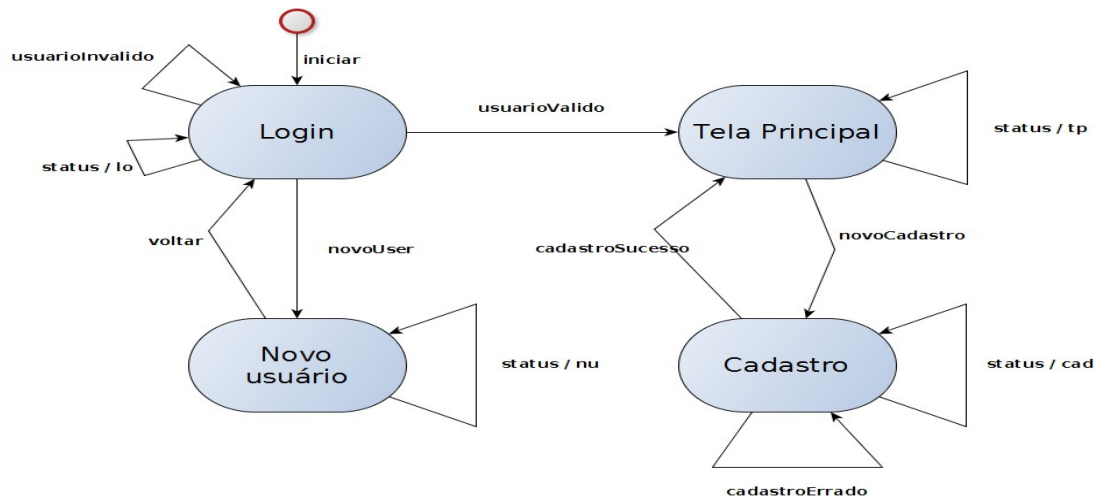 usuarioInvalido
iniciar
Login
usuarioValido
Tela Principal
status / tp
status / lo
voltar
novoUser
cadastroSucesso
novoCadastro
Novo
usuário
status / nu
Cadastro
status / cad
cadastroErrado